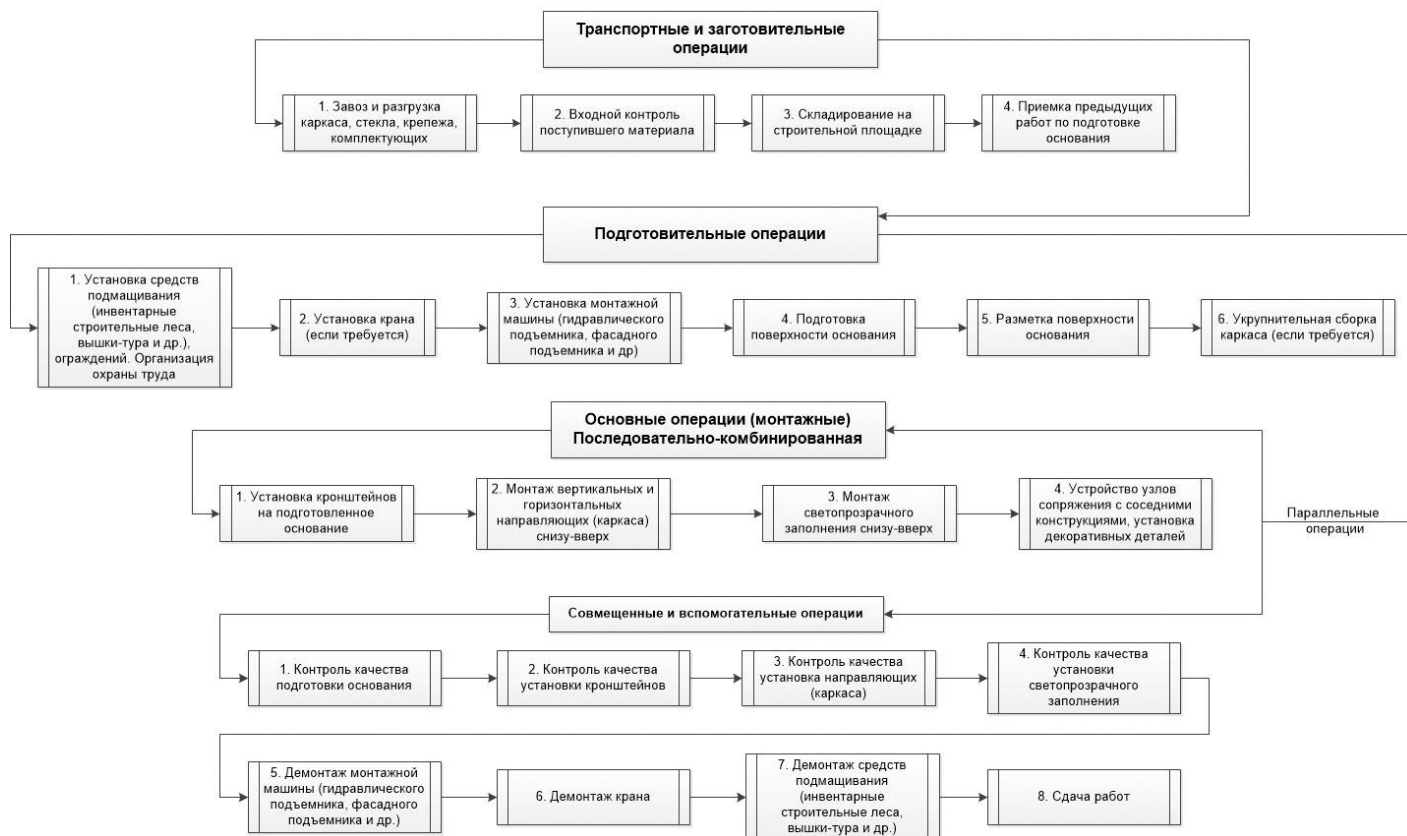 Транспортные и заготовительные
операции
1. Завоз и разгрузка
каркаса, стекла, крепежа,
комплектующих
2. Входной контроль
поступившего материала
3. Складирование на
строительной площадке
4. Приемка предыдущих
работ по подготовке
основания
Подготовительные операции
1. Установка средств
подмащивания
(инвентарные
строительные леса,
вышки-тура и др.),
ограждений. Организация
охраны труда
2. Установка крана
(если требуется)
3. Установка монтажной
машины (гидравлического
подъемника, фасадного
подъемника и др)
4. Подготовка
поверхности основания
5. Разметка поверхности
основания
6. Укрупнительная сборка
каркаса (если требуется)
Основные операции (монтажные)
Последовательно-комбинированная
1. Установка кронштейнов
на подготовленное
основание
2. Монтаж вертикальных и
горизонтальных
направляющих (каркаса)
снизу-вверх
3. Монтаж
светопрозрачного
заполнения снизу-вверх
4. Устройство узлов
сопряжения с соседними
конструкциями, установка
декоративных деталей
Параллельные
операции
Совмещенные и вспомогательные операции
1. Контроль качества
подготовки основания
2. Контроль качества
установки кронштейнов
3. Контроль качества
установка направляющих
(каркаса)
4. Контроль качества
установки
светопрозрачного
заполнения
5. Демонтаж монтажной
машины (гидравлического
подъемника, фасадного
подъемника и др.)
6. Демонтаж крана
7. Демонтаж средств
подмащивания
(инвентарные
строительные леса,
вышки-тура и др.)
8. Сдача работ